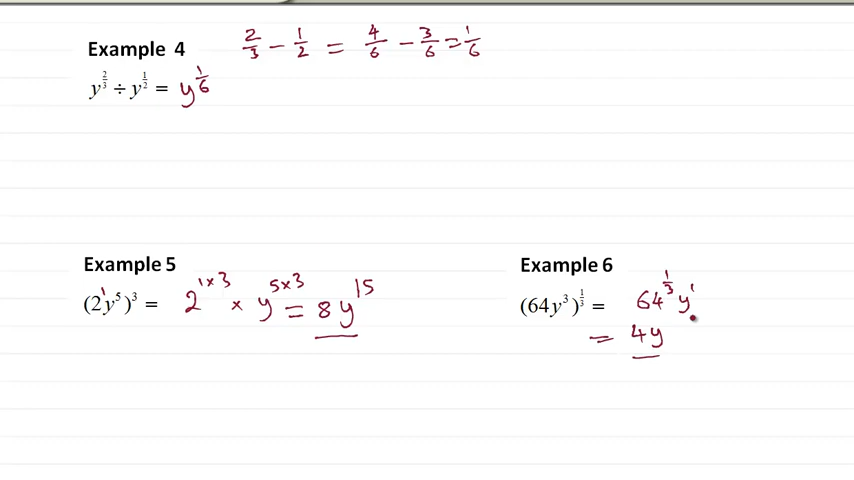 Example 4
2/3 − 1/2 = 4/6 − 3/6 = 1/6
y^(2/3) ÷ y^(1/2) = y^(1/6)
Example 5
(2^1 y^5)^3 = 2^(1×3) × y^(5×3) = 8y^15
Example 6
(64y^3)^(1/3) = 64^(1/3) y^1
= 4y